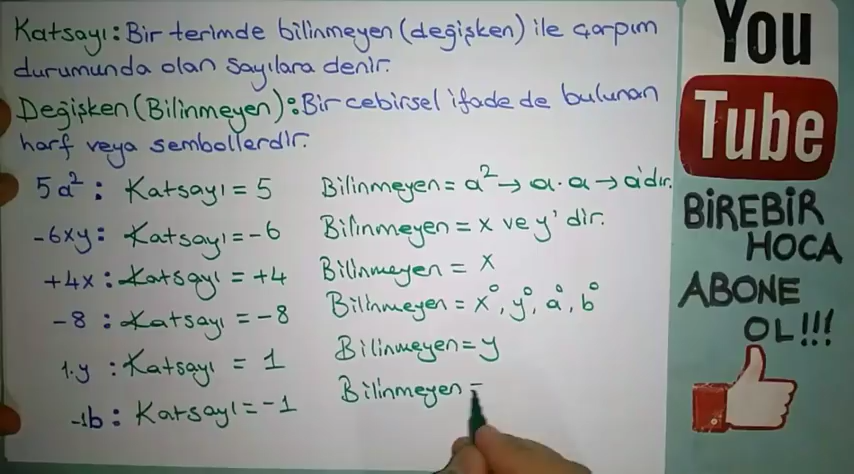 Katsayı: Bir terimde bilinmeyen (değişken) ile çarpım
durumunda olan sayılara denir.
Değişken (Bilinmeyen): Bir cebirsel ifade de bulunan
harf veya sembollerdir.
5a² : Katsayı = 5 Bilinmeyen = a² → a.a → a'dır.
-6xy : Katsayı = -6 Bilinmeyen = x ve y' dir.
+4x : Katsayı = +4 Bilinmeyen = x
-8 : Katsayı = -8 Bilinmeyen = x⁰, y⁰, a⁰, b⁰
1.y : Katsayı = 1 Bilinmeyen = y
-1b : Katsayı = -1 Bilinmeyen =
You
Tube
BİREBİR
HOCA
ABONE
OL!!!